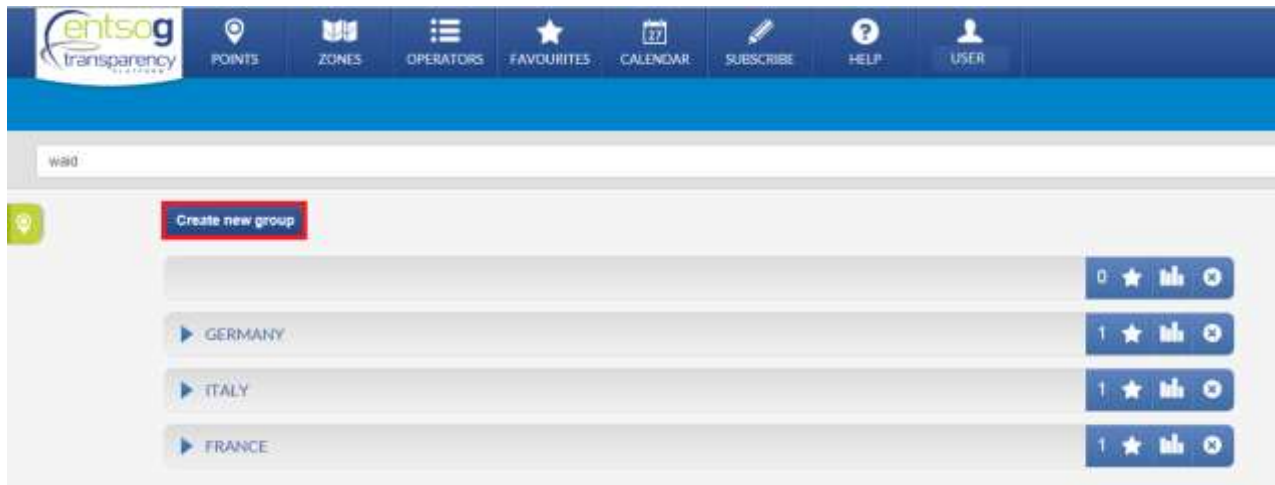 entsog
transparency
PLATFORM
POINTS
ZONES
OPERATORS
FAVOURITES
27
CALENDAR
SUBSCRIBE
?
HELP
USER
waid
Create new group
0
GERMANY 1
ITALY 1
FRANCE 1